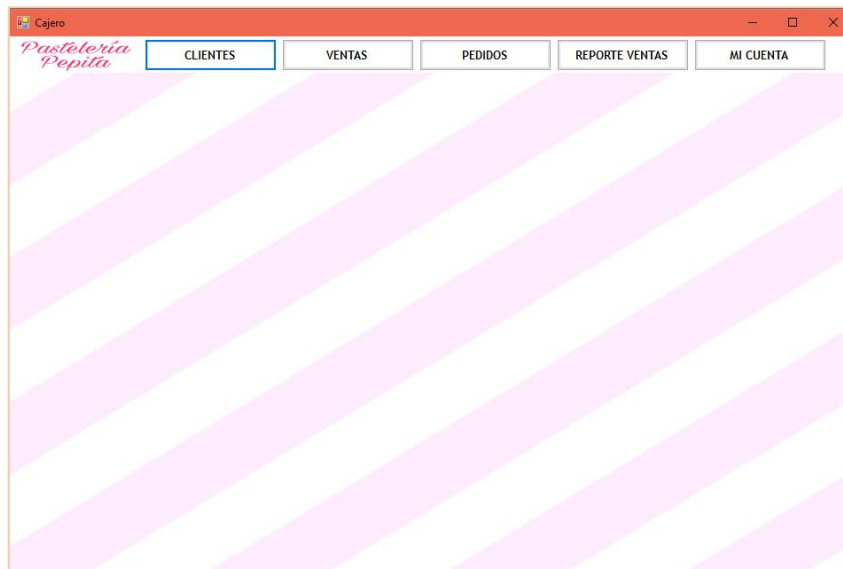 Cajero
Pastelería
Pepita
CLIENTES
VENTAS
PEDIDOS
REPORTE VENTAS
MI CUENTA